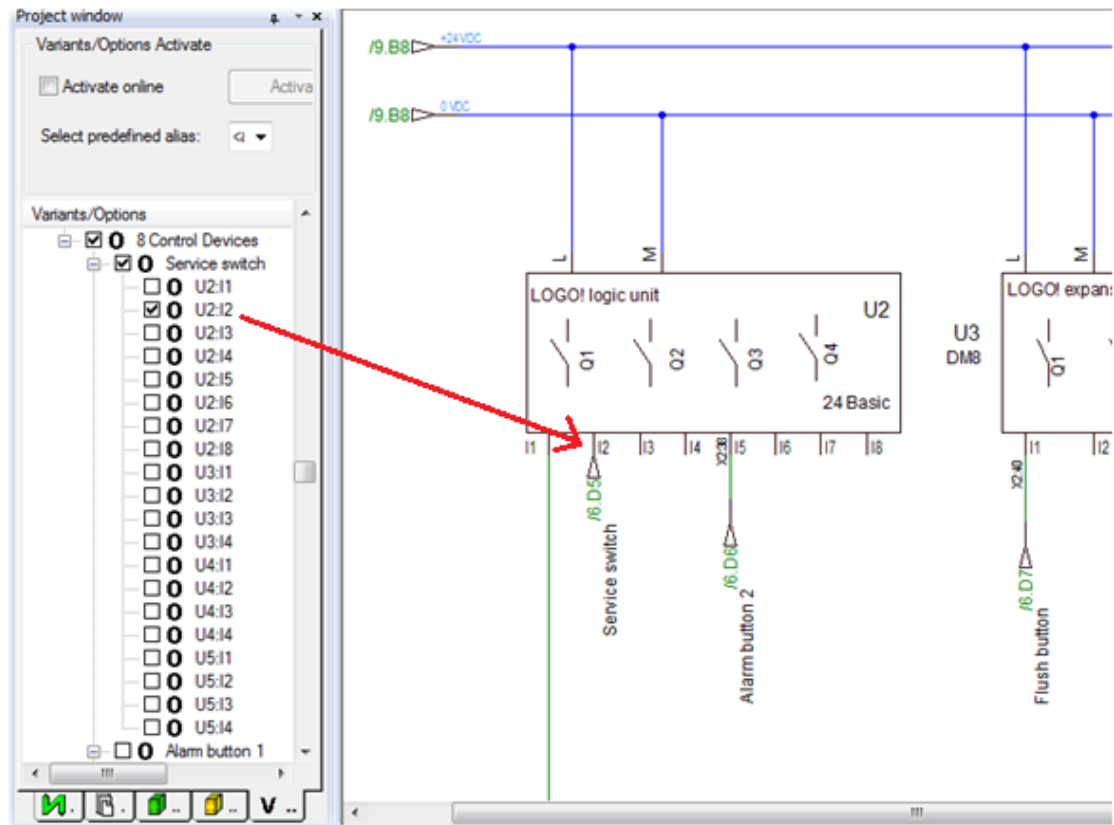 Project window
Variants/Options Activate
Activate online
Activa
Select predefined alias:
Variants/Options
8 Control Devices
Service switch
U2:I1
U2:I2
U2:I3
U2:I4
U2:I5
U2:I6
U2:I7
U2:I8
U3:I1
U3:I2
U3:I3
U3:I4
U4:I1
U4:I2
U4:I3
U4:I4
U5:I1
U5:I2
U5:I3
U5:I4
Alarm button 1
V ..
/9.B8
+24 VDC
/9.B8
0 VDC
L
M
L
M
LOGO! logic unit
U2
Q1
Q2
Q3
Q4
24 Basic
U3
DM8
LOGO! expans
Q1
I1
I2
I3
I4
X2:38
I5
I6
I7
I8
X2:40
I1
I2
/6.D5
Service switch
/6.D6
Alarm button 2
/6.D7
Flush button